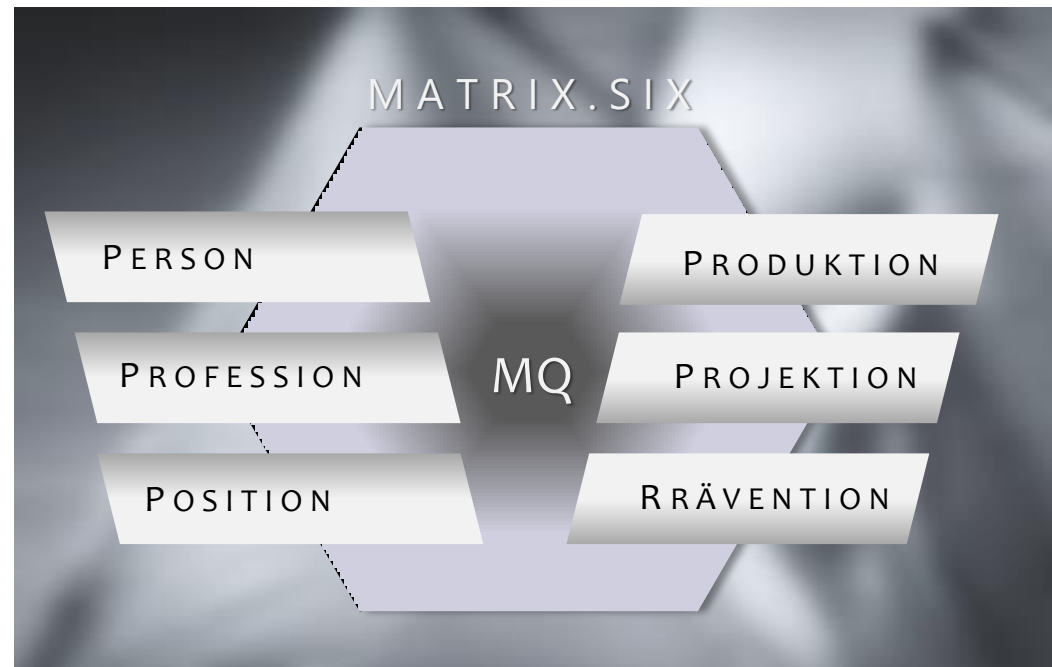 MATRIX.SIX
PERSON
PRODUKTION
PROFESSION
MQ
PROJEKTION
POSITION
RRÄVENTION